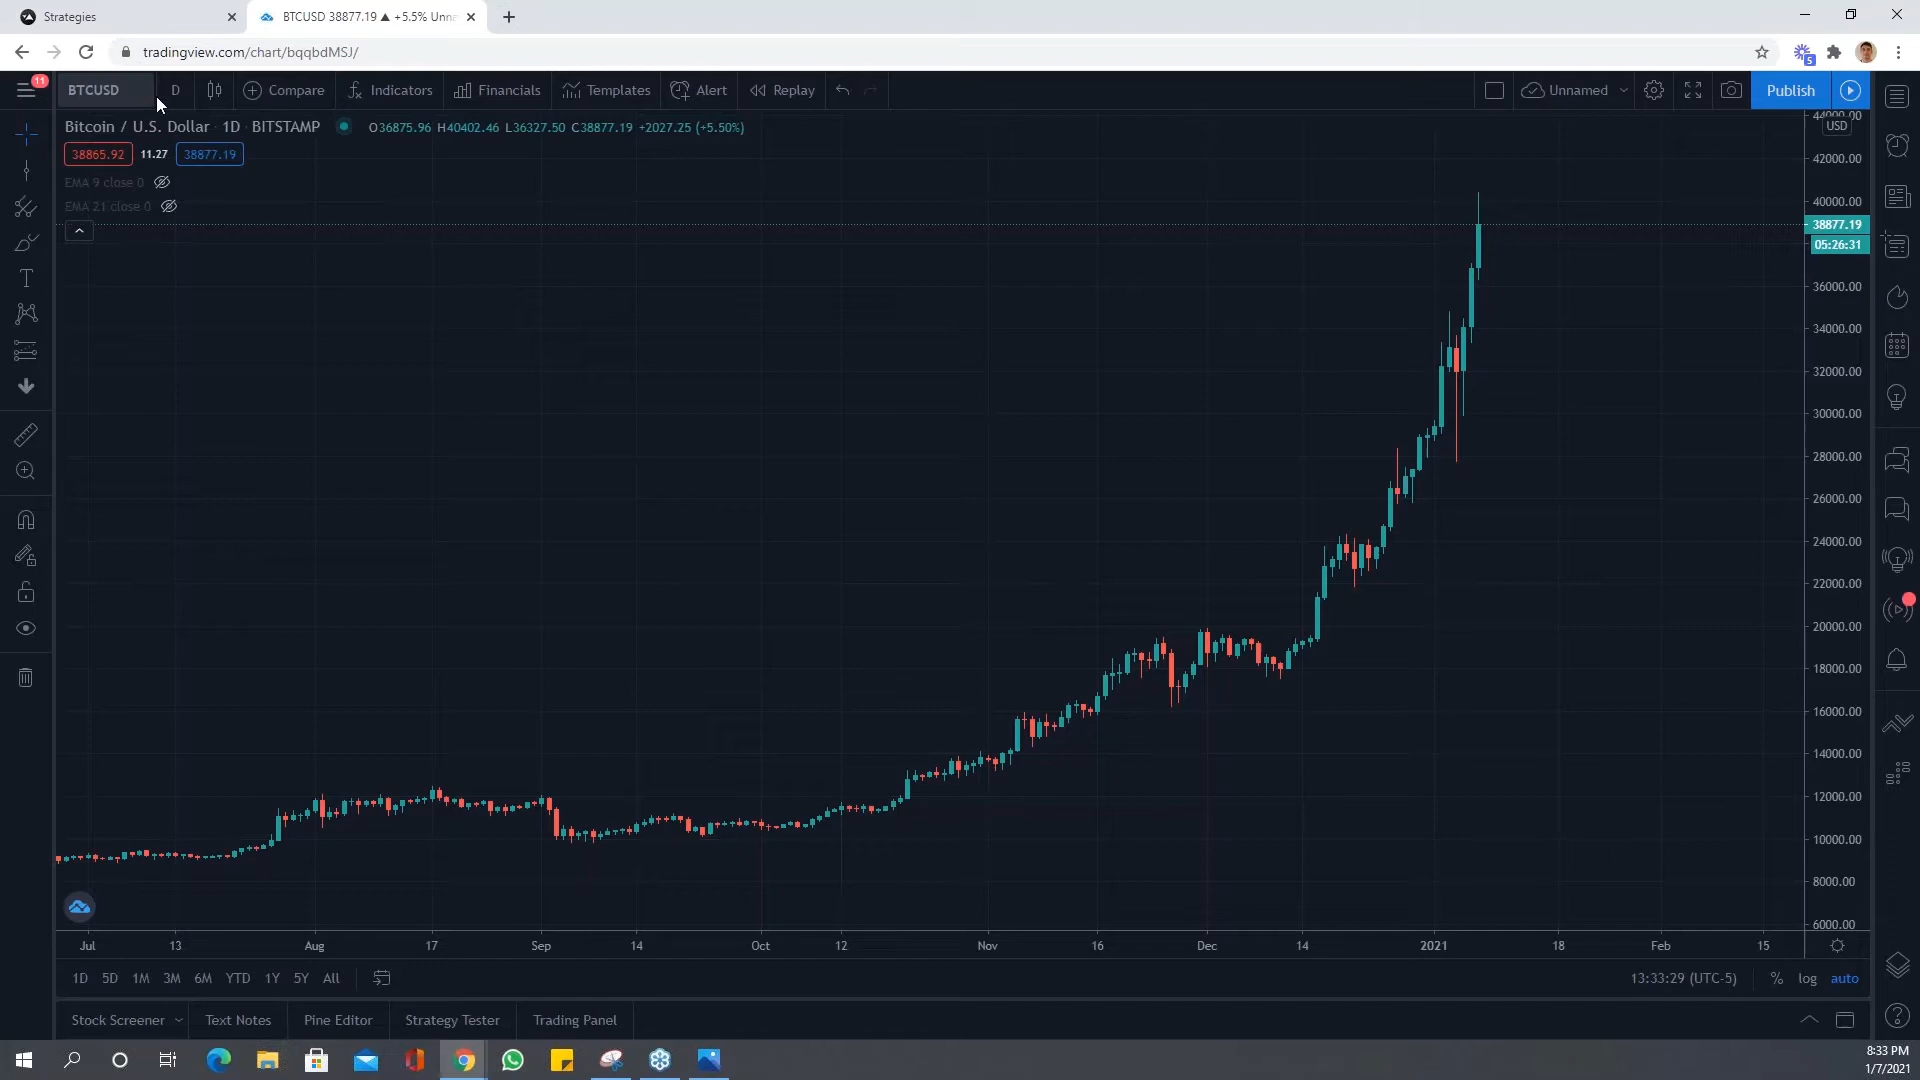 Strategies
BTCUSD 38877.19 ▲ +5.5% Unna
tradingview.com/chart/bqqbdMSJ/
5
11
BTCUSD
D
Compare
Indicators
Financials
Templates
Alert
Replay
Unnamed
Publish
Bitcoin / U.S. Dollar · 1D · BITSTAMP
O36875.96 H40402.46 L36327.50 C38877.19 +2027.25 (+5.50%)
38865.92 11.27 38877.19
EMA 9 close 0
EMA 21 close 0
44000.00
USD
42000.00
40000.00
38877.19
05:26:31
36000.00
34000.00
32000.00
30000.00
28000.00
26000.00
24000.00
22000.00
20000.00
18000.00
16000.00
14000.00
12000.00
10000.00
8000.00
6000.00
Jul 13 Aug 17 Sep 14 Oct 12 Nov 16 Dec 14 2021 18 Feb 15
1D 5D 1M 3M 6M YTD 1Y 5Y All
13:33:29 (UTC-5) % log auto
Stock Screener Text Notes Pine Editor Strategy Tester Trading Panel
8:33 PM
1/7/2021